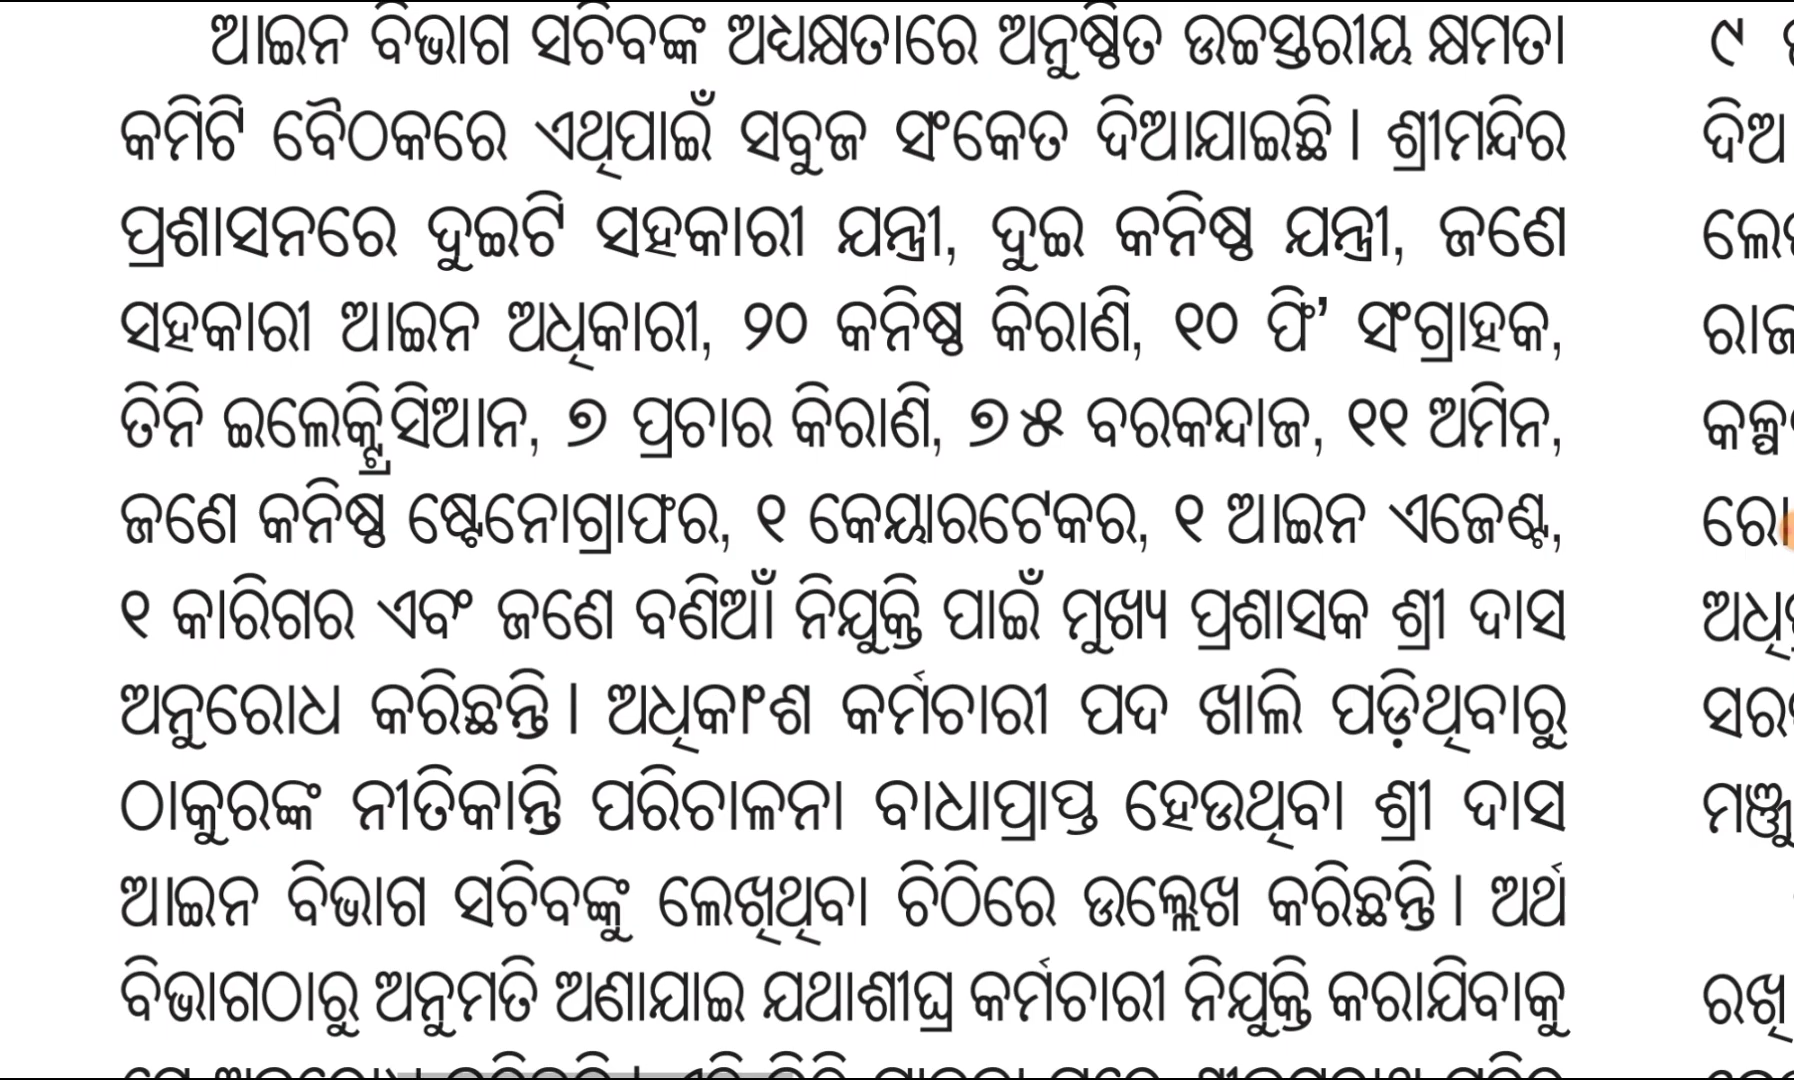 ଆଇନ ବିଭାଗ ସଚିବଙ୍କ ଅଧ୍ୟକ୍ଷତାରେ ଅନୁଷ୍ଠିତ ଉଚ୍ଚସ୍ତରୀୟ କ୍ଷମତା
କମିଟି ବୈଠକରେ ଏଥିପାଇଁ ସବୁଜ ସଂକେତ ଦିଆଯାଇଛି । ଶ୍ରୀମନ୍ଦିର
ପ୍ରଶାସନରେ ଦୁଇଟି ସହକାରୀ ଯନ୍ତ୍ରୀ, ଦୁଇ କନିଷ୍ଠ ଯନ୍ତ୍ରୀ, ଜଣେ
ସହକାରୀ ଆଇନ ଅଧିକାରୀ, ୨୦ କନିଷ୍ଠ କିରାଣି, ୧୦ ଫି’ ସଂଗ୍ରାହକ,
ତିନି ଇଲେକ୍ଟ୍ରିସିଆନ, ୭ ପ୍ରଚାର କିରାଣି, ୭୫ ବରକନ୍ଦାଜ, ୧୧ ଅମିନ,
ଜଣେ କନିଷ୍ଠ ଷ୍ଟେନୋଗ୍ରାଫର, ୧ କେୟାରଟେକର, ୧ ଆଇନ ଏଜେଣ୍ଟ,
୧ କାରିଗର ଏବଂ ଜଣେ ବଣିଆଁ ନିଯୁକ୍ତି ପାଇଁ ମୁଖ୍ୟ ପ୍ରଶାସକ ଶ୍ରୀ ଦାସ
ଅନୁରୋଧ କରିଛନ୍ତି । ଅଧିକାଂଶ କର୍ମଚାରୀ ପଦ ଖାଲି ପଡ଼ିଥିବାରୁ
ଠାକୁରଙ୍କ ନୀତିକାନ୍ତି ପରିଚାଳନା ବାଧାପ୍ରାପ୍ତ ହେଉଥିବା ଶ୍ରୀ ଦାସ
ଆଇନ ବିଭାଗ ସଚିବଙ୍କୁ ଲେଖିଥିବା ଚିଠିରେ ଉଲ୍ଲେଖ କରିଛନ୍ତି । ଅର୍ଥ
ବିଭାଗଠାରୁ ଅନୁମତି ଅଣାଯାଇ ଯଥାଶୀଘ୍ର କର୍ମଚାରୀ ନିଯୁକ୍ତି କରାଯିବାକୁ